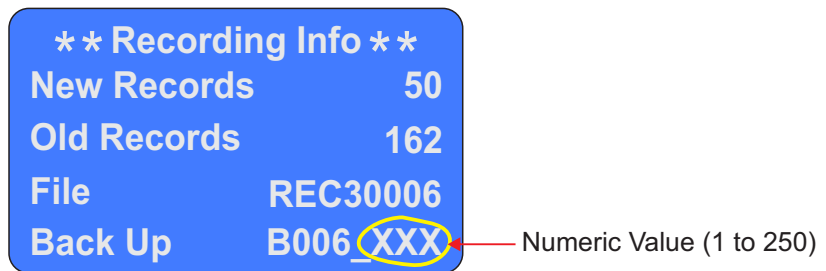 ** Recording Info **
New Records 50
Old Records 162
File REC30006
Back Up B006_XXX
Numeric Value (1 to 250)